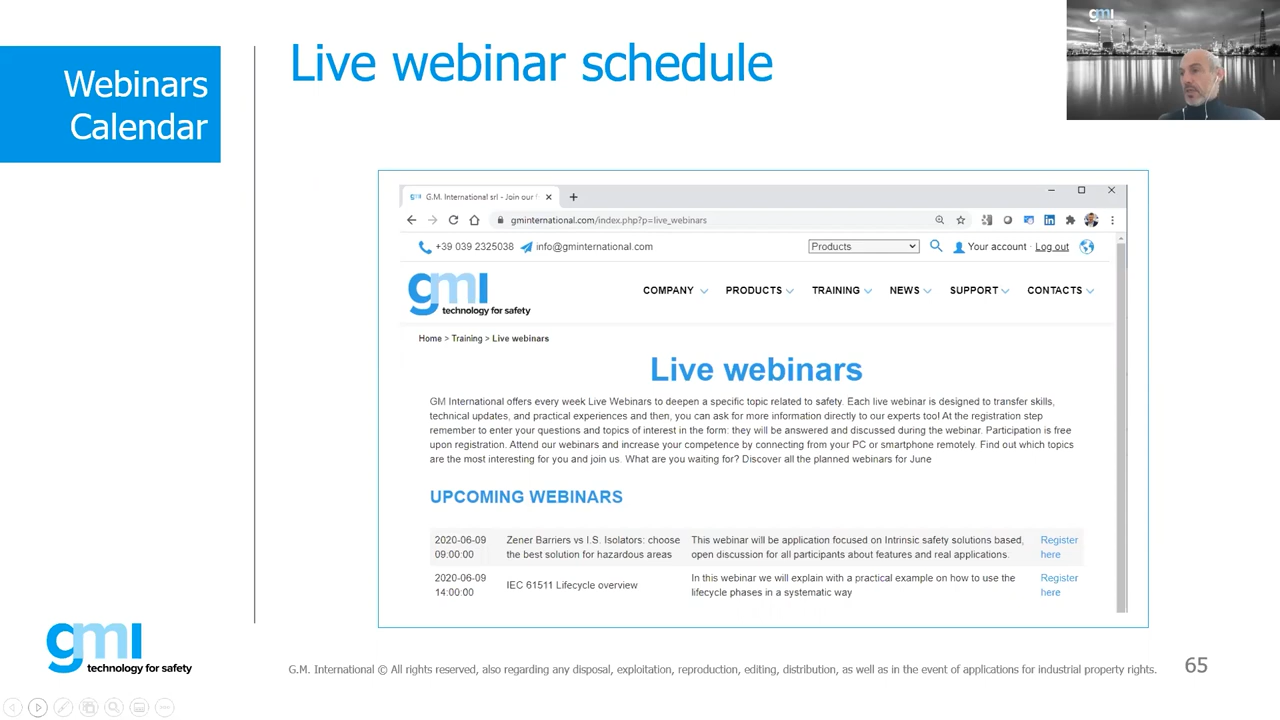 Webinars
Calendar
Live webinar schedule
gmi
G.M. International srl - Join our f
gminternational.com/index.php?p=live_webinars
+39 039 2325038 info@gminternational.com Products Your account · Log out
gmi
technology for safety
COMPANY PRODUCTS TRAINING NEWS SUPPORT CONTACTS
Home > Training > Live webinars
Live webinars
GM International offers every week Live Webinars to deepen a specific topic related to safety. Each live webinar is designed to transfer skills,
technical updates, and practical experiences and then, you can ask for more information directly to our experts too! At the registration step
remember to enter your questions and topics of interest in the form: they will be answered and discussed during the webinar. Participation is free
upon registration. Attend our webinars and increase your competence by connecting from your PC or smartphone remotely. Find out which topics
are the most interesting for you and join us. What are you waiting for? Discover all the planned webinars for June
UPCOMING WEBINARS
2020-06-09 Zener Barriers vs I.S. Isolators: choose This webinar will be application focused on Intrinsic safety solutions based, Register
09:00:00 the best solution for hazardous areas open discussion for all participants about features and real applications. here
2020-06-09 In this webinar we will explain with a practical example on how to use the Register
IEC 61511 Lifecycle overview
14:00:00 lifecycle phases in a systematic way here
gmi
technology for safety
G.M. International © All rights reserved, also regarding any disposal, exploitation, reproduction, editing, distribution, as well as in the event of applications for industrial property rights.
65